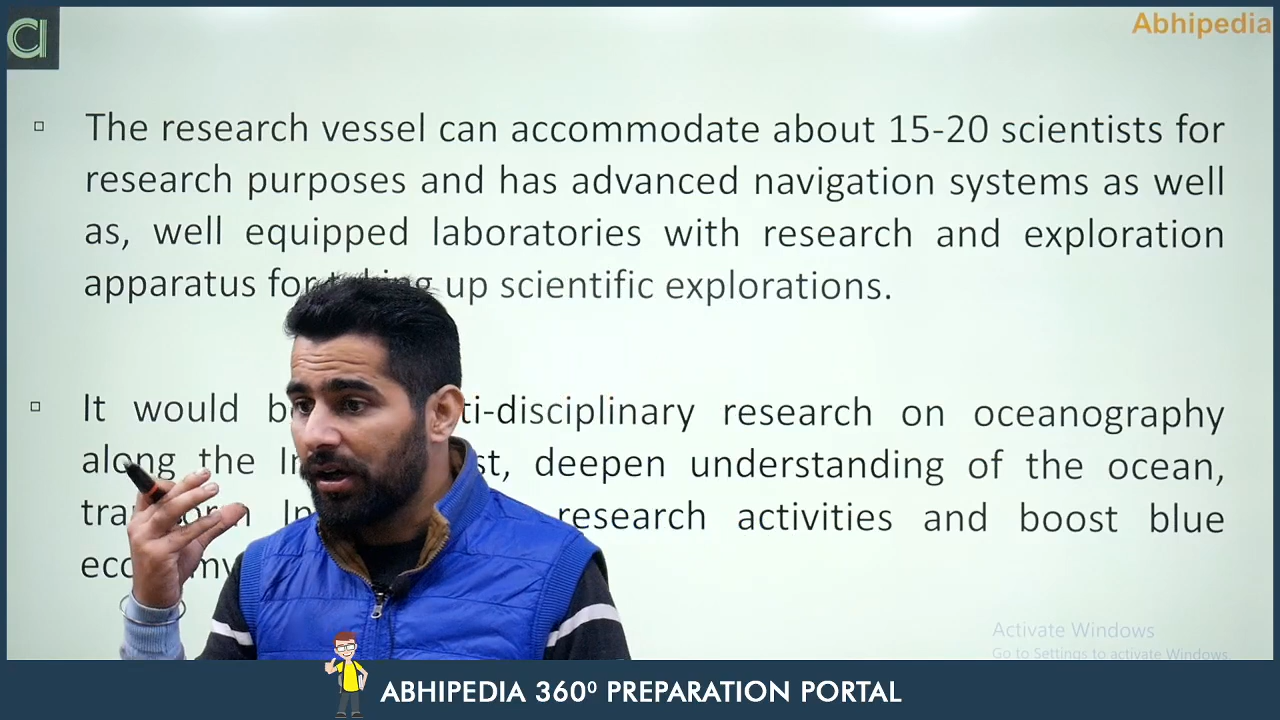 Abhipedia
The research vessel can accommodate about 15-20 scientists for
research purposes and has advanced navigation systems as well
as, well equipped laboratories with research and exploration
apparatus for up scientific explorations.
It would research on oceanography
along the deepen understanding of the ocean,
research activities and boost blue
Activate Windows
Go to Settings to activate Windows
ABHIPEDIA 360⁰ PREPARATION PORTAL